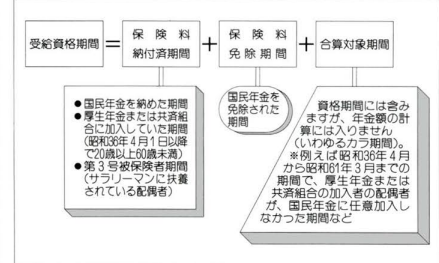 受給資格期間
=
保険料
納付済期間
+
保険料
免除期間
+
合算対象期間
●国民年金を納めた期間
●厚生年金または共済組
合に加入していた期間
(昭和36年4月1日以降
で20歳以上60歳未満)
●第3号被保険者期間
(サラリーマンに扶養
されている配偶者)
国民年金を
免除された
期間
資格期間には含み
ますが、年金額の計
算には入りません
(いわゆるカラ期間)。
※例えば昭和36年4月
から昭和61年3月までの
期間で、厚生年金または
共済組合の加入者の配偶者
が、国民年金に任意加入し
なかった期間など